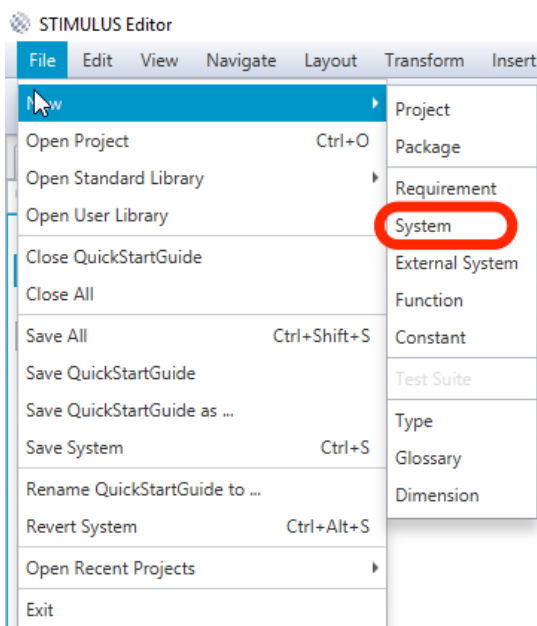 STIMULUS Editor
File Edit View Navigate Layout Transform Insert
New
Open Project Ctrl+O
Open Standard Library
Open User Library
Close QuickStartGuide
Close All
Save All Ctrl+Shift+S
Save QuickStartGuide
Save QuickStartGuide as ...
Save System Ctrl+S
Rename QuickStartGuide to ...
Revert System Ctrl+Alt+S
Open Recent Projects
Exit
Project
Package
Requirement
System
External System
Function
Constant
Test Suite
Type
Glossary
Dimension